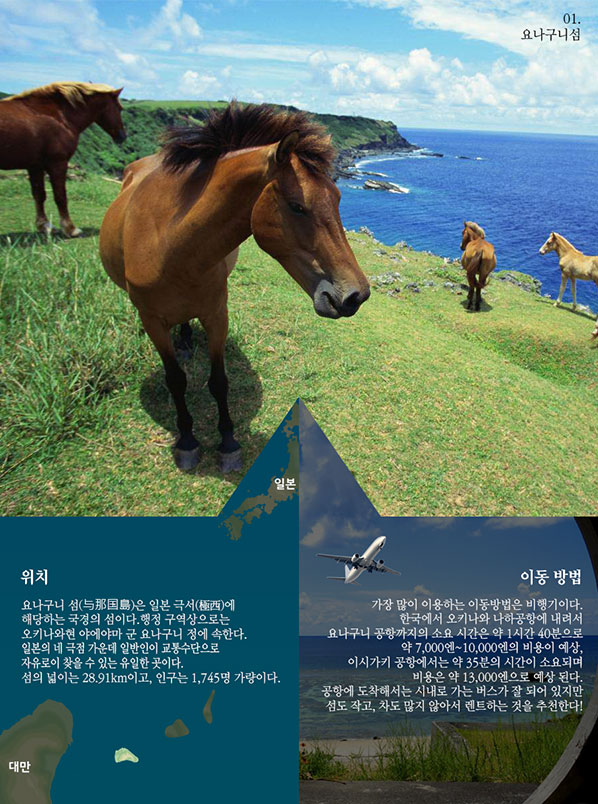 01.
요나구니섬
일본
위치
요나구니 섬(与那国島)은 일본 극서(極西)에
해당하는 국경의 섬이다.행정 구역상으로는
오키나와현 야에야마 군 요나구니 정에 속한다.
일본의 네 극점 가운데 일반인이 교통수단으로
자유로이 찾을 수 있는 유일한 곳이다.
섬의 넓이는 28.91km이고, 인구는 1,745명 가량이다.
대만
이동 방법
가장 많이 이용하는 이동방법은 비행기이다.
한국에서 오키나와 나하공항에 내려서
요나구니 공항까지의 소요 시간은 약 1시간 40분으로
약 7,000엔~10,000엔의 비용이 예상,
이시가키 공항에서는 약 35분의 시간이 소요되며
비용은 약 13,000엔으로 예상 된다.
공항에 도착해서는 시내로 가는 버스가 잘 되어 있지만
섬도 작고, 차도 많지 않아서 렌트하는 것을 추천한다!